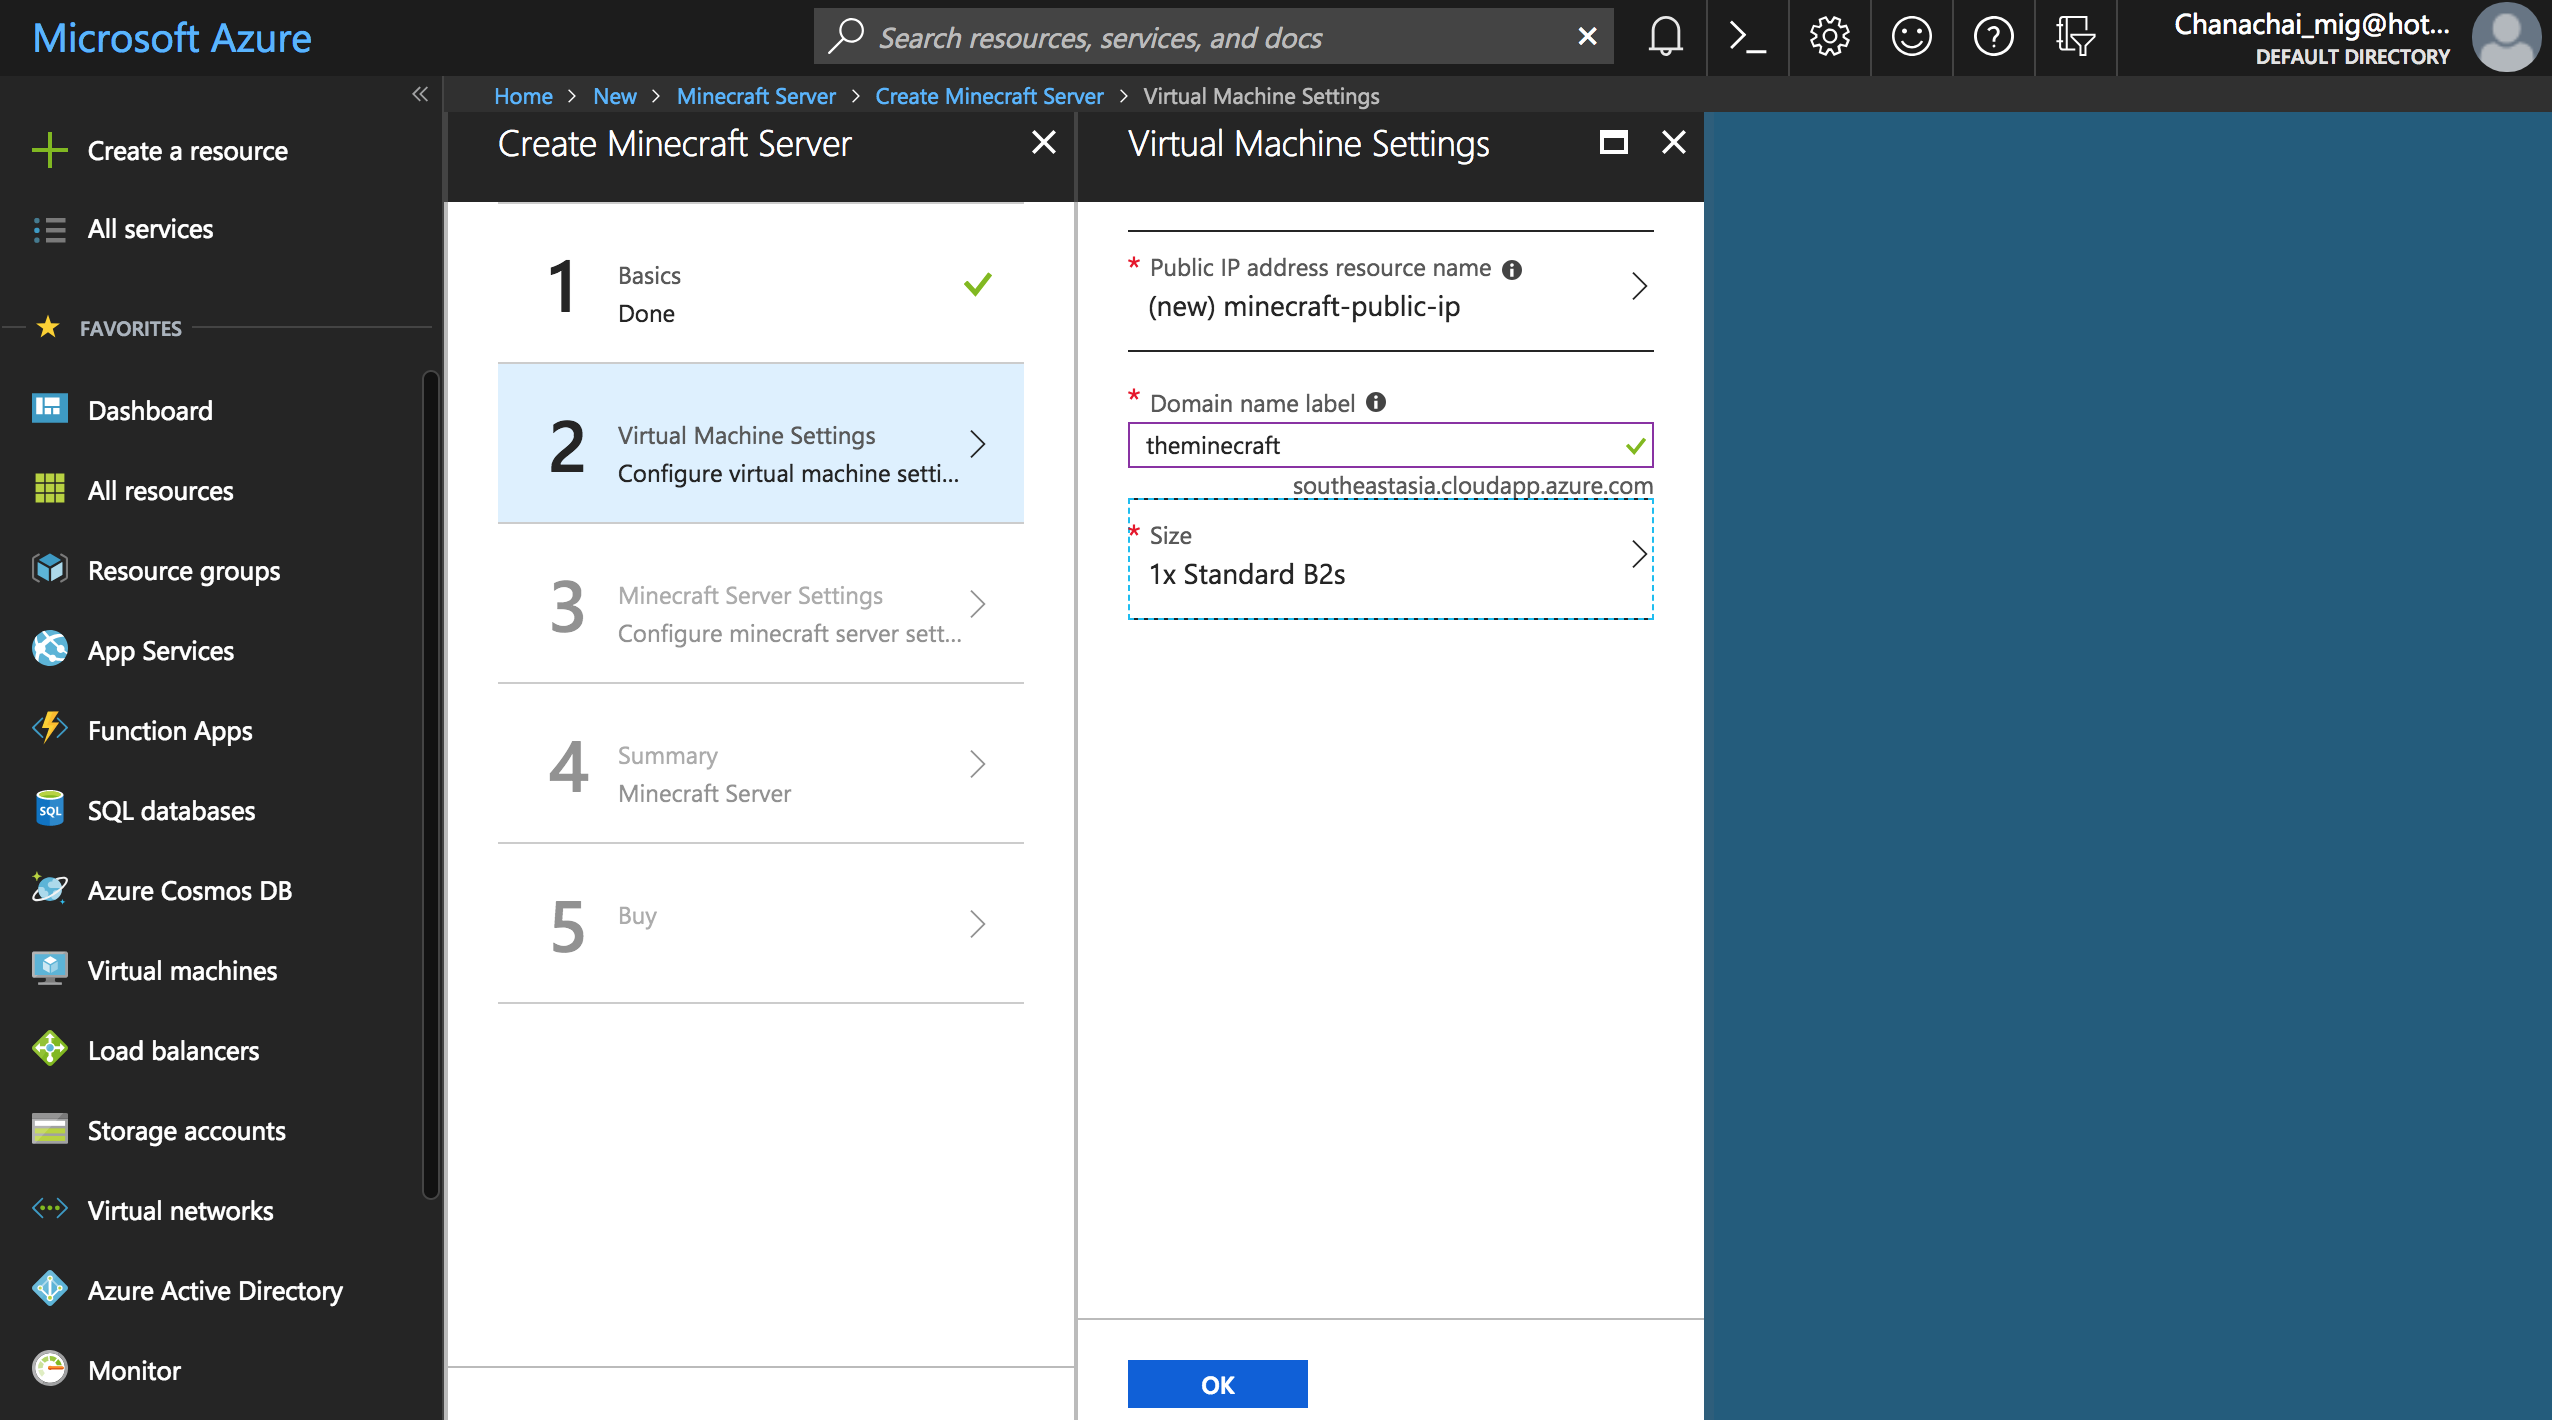 Microsoft Azure
Search resources, services, and docs
Chanachai_mig@hot...
DEFAULT DIRECTORY
Home > New > Minecraft Server > Create Minecraft Server > Virtual Machine Settings
Create a resource
All services
FAVORITES
Dashboard
All resources
Resource groups
App Services
Function Apps
SQL
SQL databases
Azure Cosmos DB
Virtual machines
Load balancers
Storage accounts
Virtual networks
Azure Active Directory
Monitor
Create Minecraft Server
1 Basics
Done
2 Virtual Machine Settings
Configure virtual machine setti...
3 Minecraft Server Settings
Configure minecraft server sett...
4 Summary
Minecraft Server
5 Buy
Virtual Machine Settings
* Public IP address resource name
(new) minecraft-public-ip
* Domain name label
theminecraft
southeastasia.cloudapp.azure.com
* Size
1x Standard B2s
OK